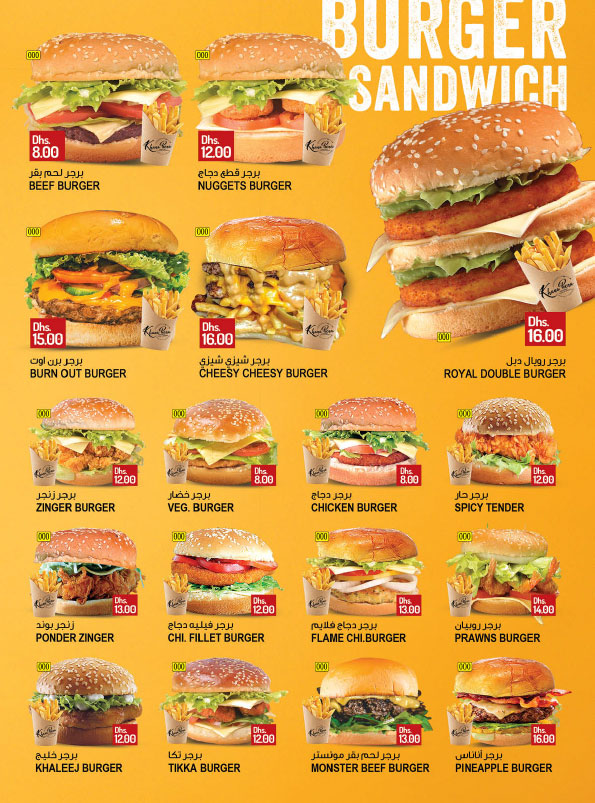 BURGER
SANDWICH
000
Dhs.
8.00
برجر لحم بقر
BEEF BURGER
000
Dhs.
12.00
برجر قطع دجاج
NUGGETS BURGER
000
Dhs.
15.00
برجر برن اوت
BURN OUT BURGER
000
Dhs.
16.00
برجر شيزي شيزي
CHEESY CHEESY BURGER
000
Dhs.
16.00
برجر رويال دبل
ROYAL DOUBLE BURGER
000
Dhs.
12.00
برجر زنجر
ZINGER BURGER
000
Dhs.
8.00
برجر خضار
VEG. BURGER
000
Dhs.
8.00
برجر دجاج
CHICKEN BURGER
000
Dhs.
12.00
برجر حار
SPICY TENDER
000
Dhs.
13.00
زنجر بوند
PONDER ZINGER
000
Dhs.
13.00
برجر فيليه دجاج
CHI. FILLET BURGER
000
Dhs.
13.00
برجر دجاج فلايم
FLAME CHI.BURGER
000
Dhs.
14.00
برجر روبيان
PRAWNS BURGER
000
Dhs.
12.00
برجر خليج
KHALEEJ BURGER
000
Dhs.
12.00
برجر تكا
TIKKA BURGER
000
Dhs.
13.00
برجر لحم بقر مونستر
MONSTER BEEF BURGER
000
Dhs.
16.00
برجر أناناس
PINEAPPLE BURGER